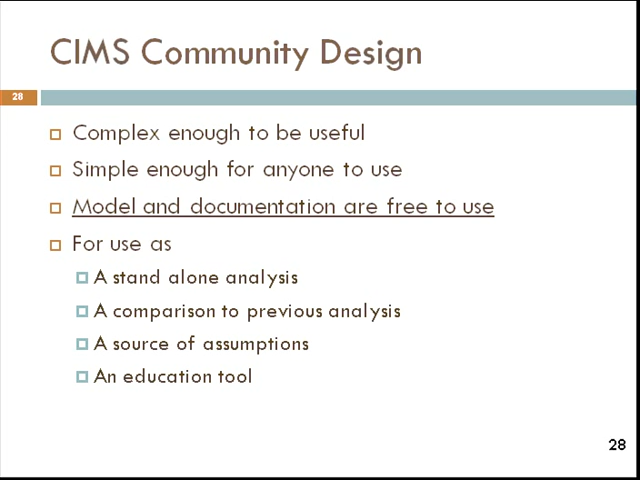 CIMS Community Design
28
Complex enough to be useful
Simple enough for anyone to use
Model and documentation are free to use
For use as
A stand alone analysis
A comparison to previous analysis
A source of assumptions
An education tool
28